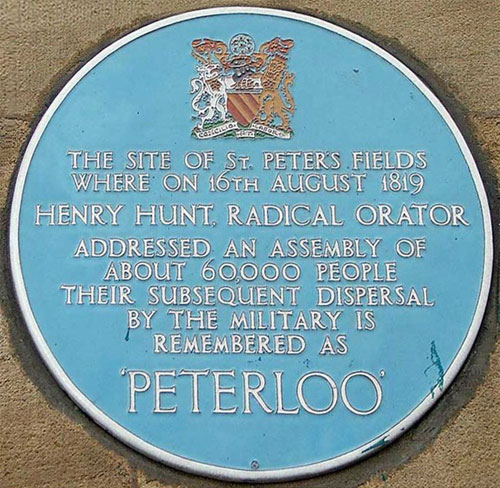 CONCILIO ET LABORE
THE SITE OF ST. PETER'S FIELDS
WHERE ON 16TH AUGUST 1819
HENRY HUNT, RADICAL ORATOR
ADDRESSED AN ASSEMBLY OF
ABOUT 60,000 PEOPLE
THEIR SUBSEQUENT DISPERSAL
BY THE MILITARY IS
REMEMBERED AS
'PETERLOO'